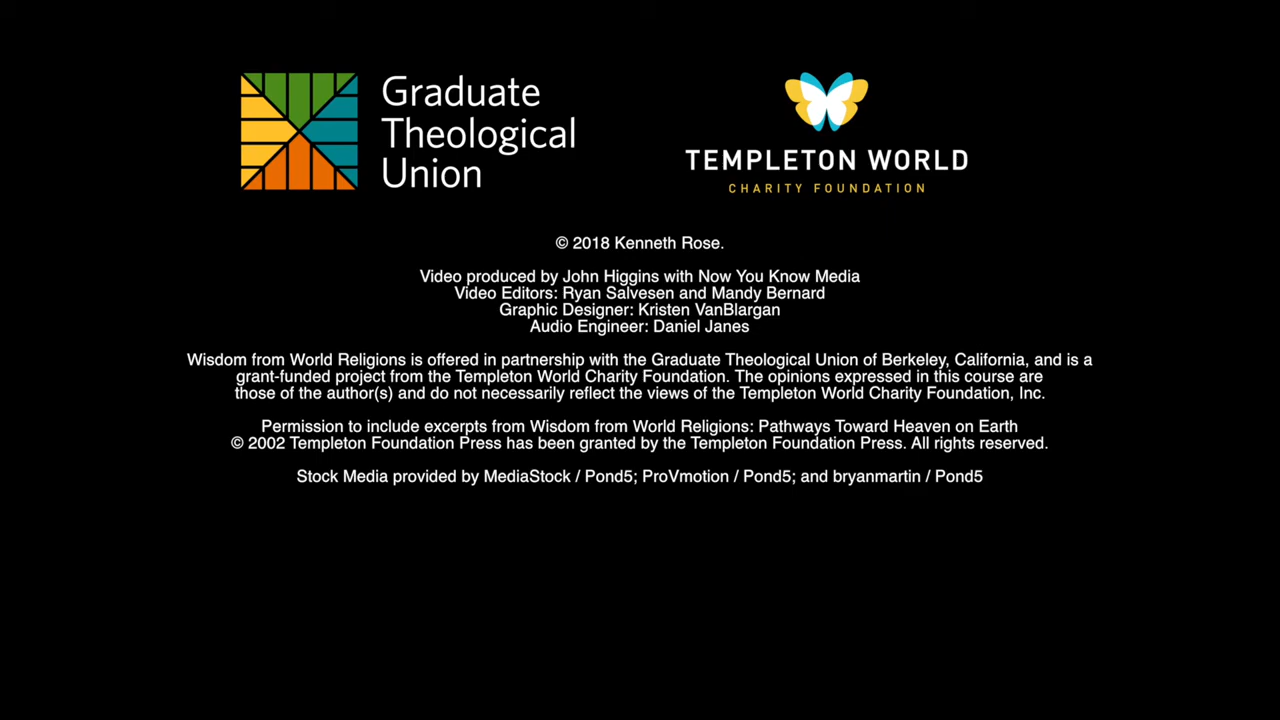 Graduate
Theological
Union
TEMPLETON WORLD
CHARITY FOUNDATION
© 2018 Kenneth Rose.
Video produced by John Higgins with Now You Know Media
Video Editors: Ryan Salvesen and Mandy Bernard
Graphic Designer: Kristen VanBlargan
Audio Engineer: Daniel Janes
Wisdom from World Religions is offered in partnership with the Graduate Theological Union of Berkeley, California, and is a
grant-funded project from the Templeton World Charity Foundation. The opinions expressed in this course are
those of the author(s) and do not necessarily reflect the views of the Templeton World Charity Foundation, Inc.
Permission to include excerpts from Wisdom from World Religions: Pathways Toward Heaven on Earth
© 2002 Templeton Foundation Press has been granted by the Templeton Foundation Press. All rights reserved.
Stock Media provided by MediaStock / Pond5; ProVmotion / Pond5; and bryanmartin / Pond5